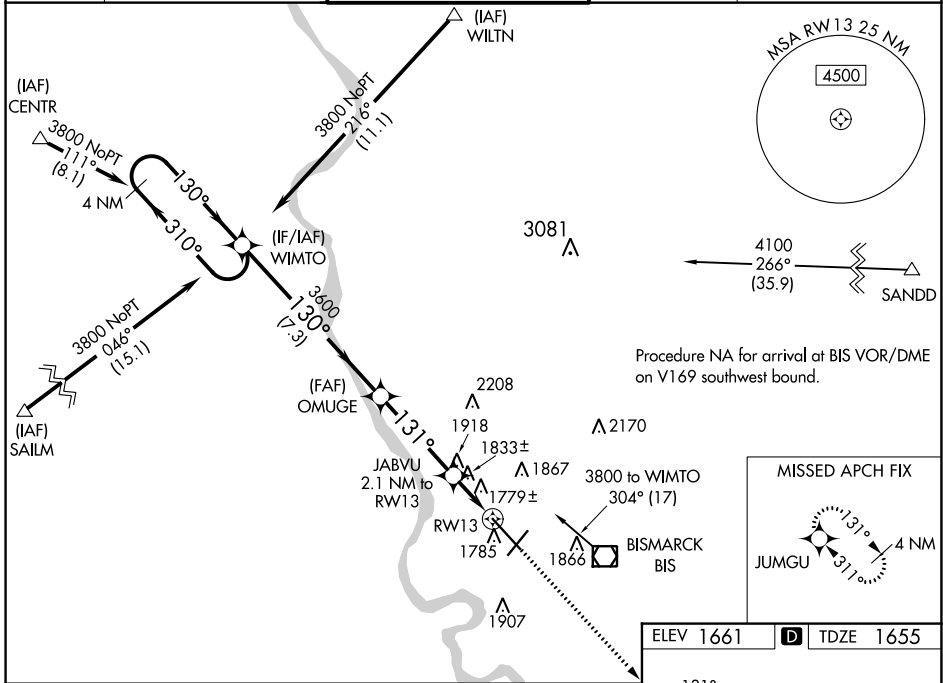 (IAF)
WILTN
3800 NoPT
216°
(11.1)
MSA RW13 25 NM
4500
(IAF)
CENTR
3800 NoPT
111°
(8.1)
4 NM
130°
310°
(IF/IAF)
WIMTO
3081
4100
266°
(35.9)
SANDD
3600
130°
(7.3)
3800 NoPT
046°
(15.1)
(IAF)
SAILM
Procedure NA for arrival at BIS VOR/DME
on V169 southwest bound.
(FAF)
OMUGE
131°
2208
1918
1833±
2170
JABVU
2.1 NM to
RW13
1867
1779±
3800 to WIMTO
304° (17)
RW13
1785
1866
BISMARCK
BIS
1907
MISSED APCH FIX
131°
4 NM
JUMGU
311°
ELEV 1661
D
TDZE 1655